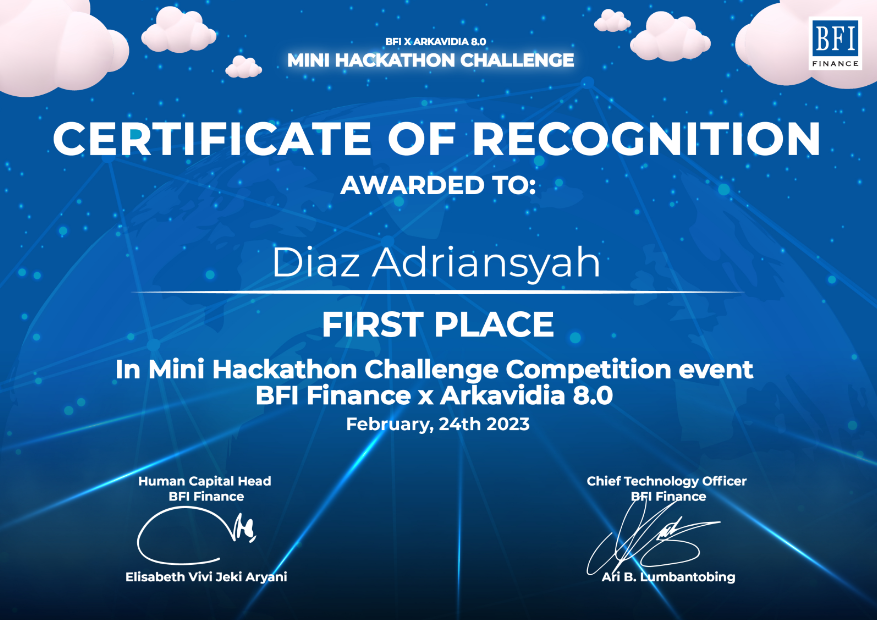 BFI X ARKAVIDIA 8.0
MINI HACKATHON CHALLENGE
BFI
FINANCE
CERTIFICATE OF RECOGNITION
AWARDED TO:
Diaz Adriansyah
FIRST PLACE
In Mini Hackathon Challenge Competition event
BFI Finance x Arkavidia 8.0
February, 24th 2023
Human Capital Head
BFI Finance
Elisabeth Vivi Jeki Aryani
Chief Technology Officer
BFI Finance
Ari B. Lumbantobing